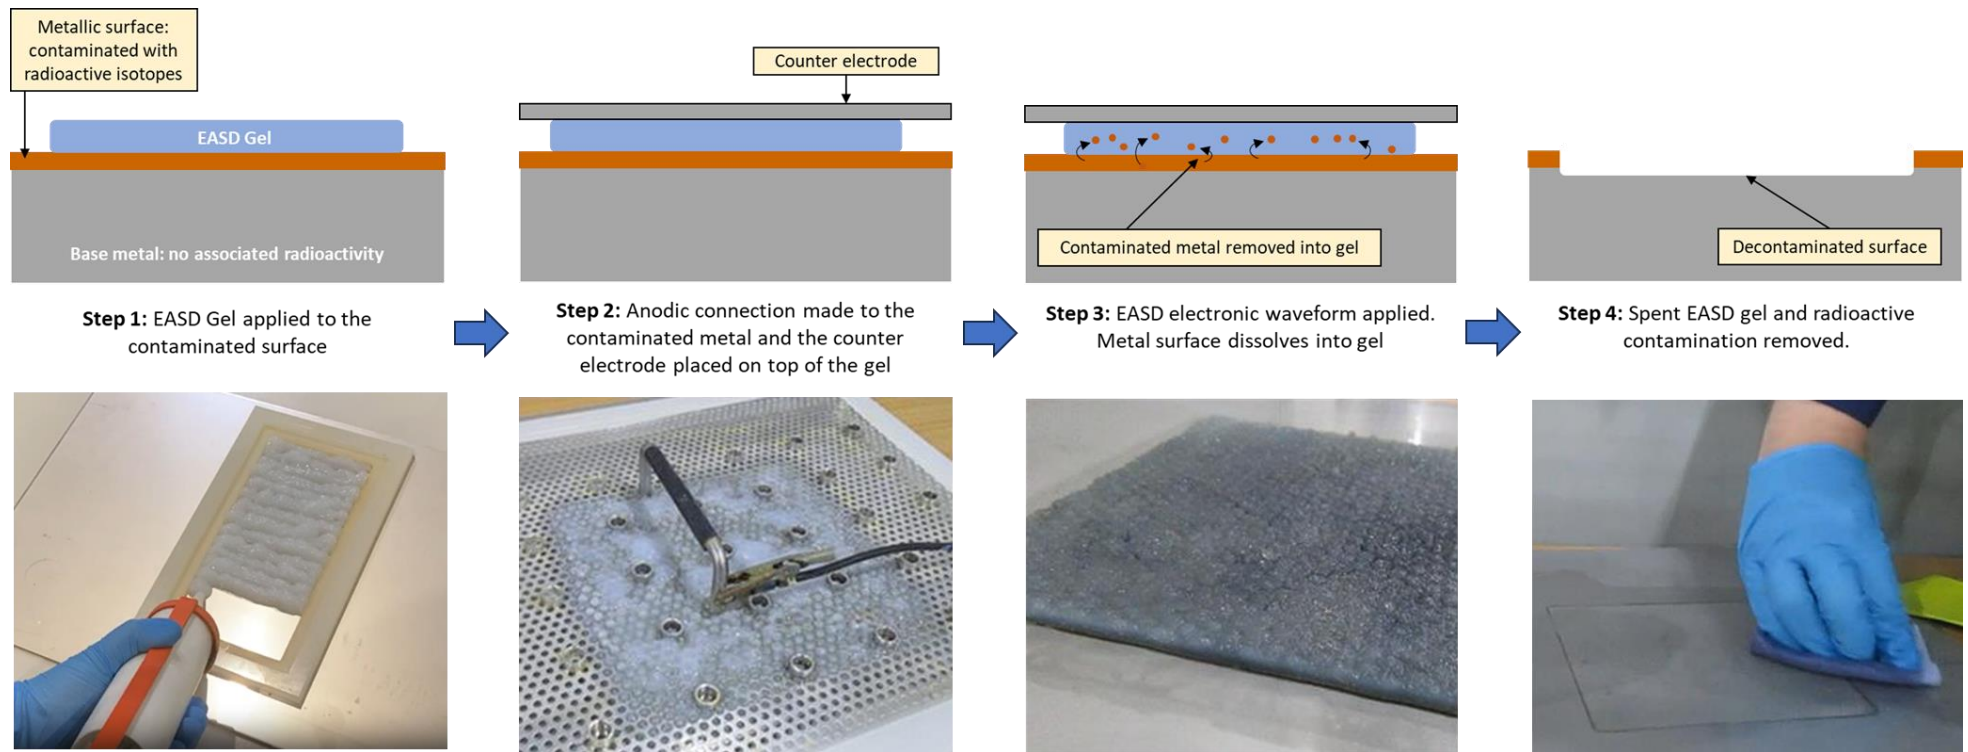 Metallic surface:
contaminated with
radioactive isotopes
EASD Gel
Base metal: no associated radioactivity
Counter electrode
Contaminated metal removed into gel
Decontaminated surface
Step 1: EASD Gel applied to the
contaminated surface
Step 2: Anodic connection made to the
contaminated metal and the counter
electrode placed on top of the gel
Step 3: EASD electronic waveform applied.
Metal surface dissolves into gel
Step 4: Spent EASD gel and radioactive
contamination removed.